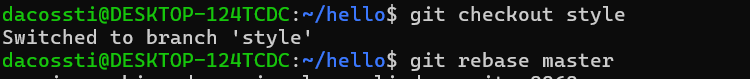 dacossti@DESKTOP-124TCDC:~/hello$ git checkout style
Switched to branch 'style'
dacossti@DESKTOP-124TCDC:~/hello$ git rebase master